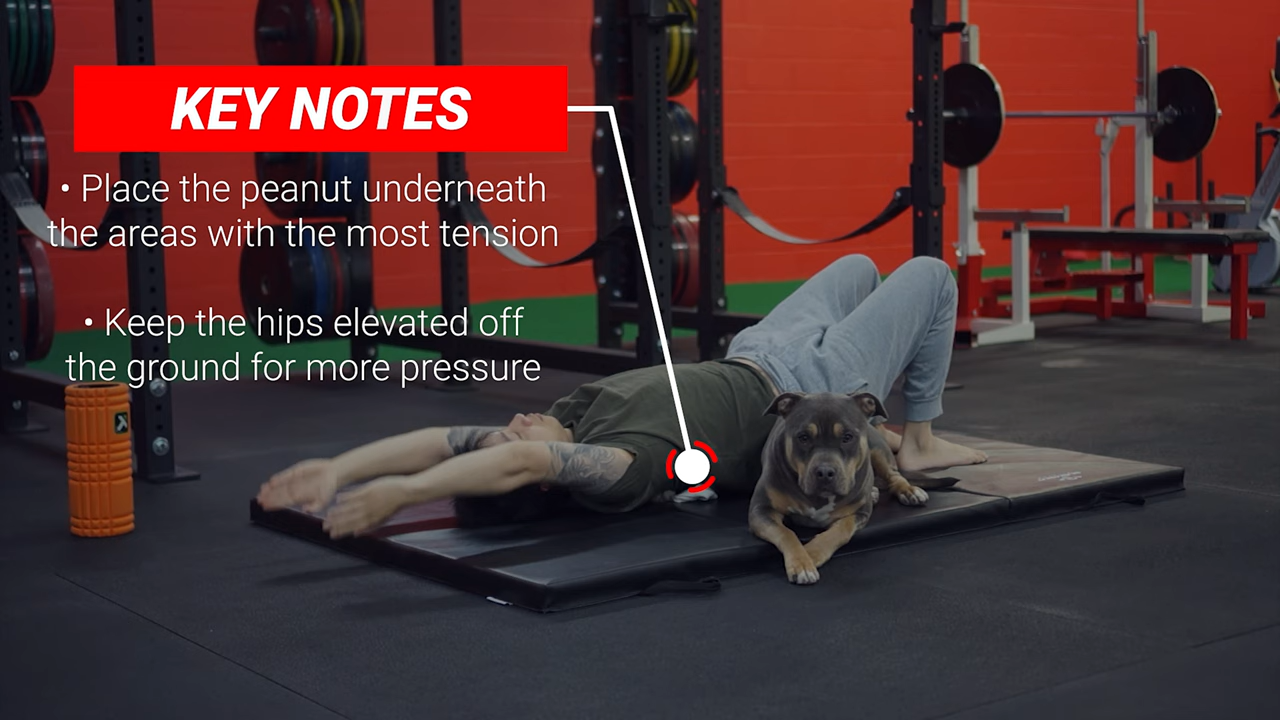 KEY NOTES
• Place the peanut underneath
the areas with the most tension
• Keep the hips elevated off
the ground for more pressure